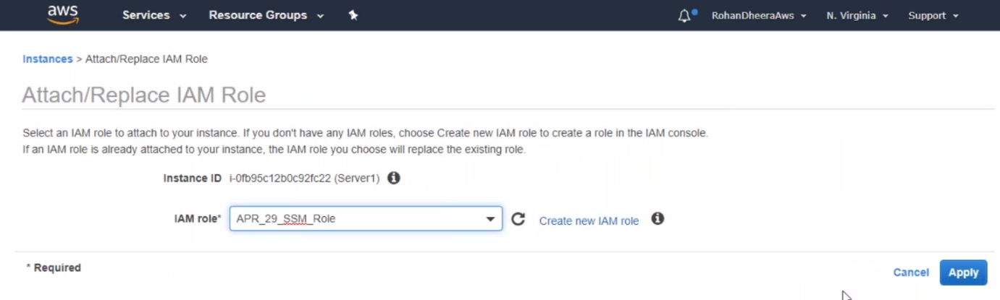 aws Services Resource Groups RohanDheeraAws N. Virginia Support
Instances > Attach/Replace IAM Role
Attach/Replace IAM Role
Select an IAM role to attach to your instance. If you don't have any IAM roles, choose Create new IAM role to create a role in the IAM console.
If an IAM role is already attached to your instance, the IAM role you choose will replace the existing role.
Instance ID i-0fb95c12b0c92fc22 (Server1)
IAM role* APR_29_SSM_Role Create new IAM role
* Required
Cancel Apply